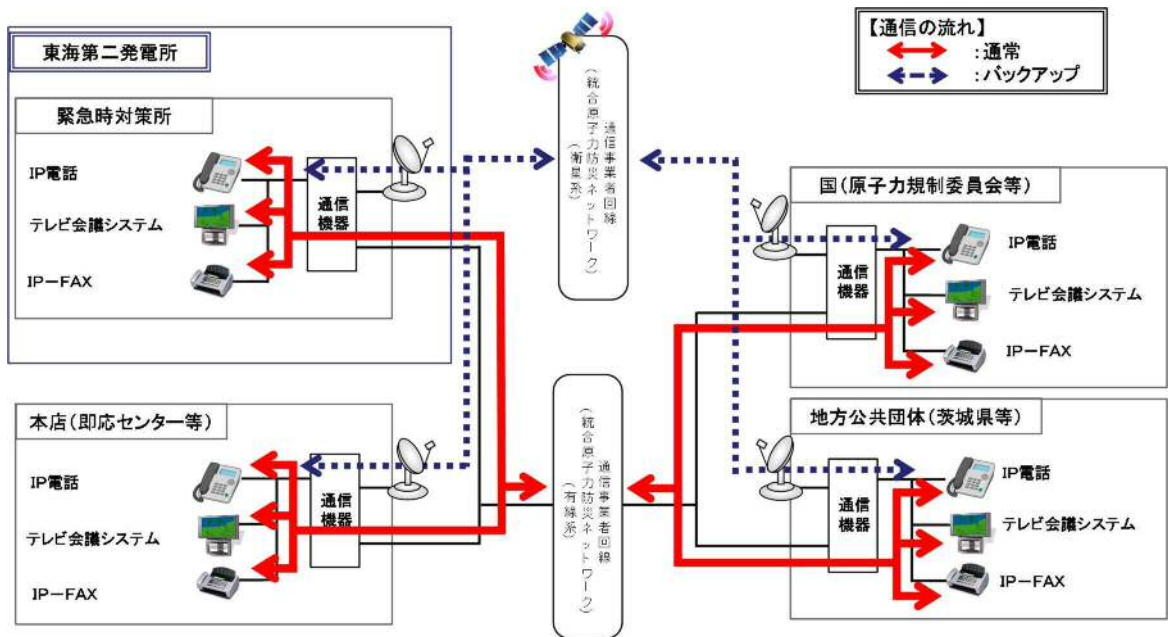 東海第二発電所
緊急時対策所
IP電話
テレビ会議システム
IP－FAX
通信
機器
本店(即応センター等)
IP電話
テレビ会議システム
IP－FAX
通信
機器
通信事業者回線
(統合原子力防災ネットワーク)
(衛星系)
通信事業者回線
(統合原子力防災ネットワーク)
(有線系)
【通信の流れ】
:通常
:バックアップ
国(原子力規制委員会等)
IP電話
テレビ会議システム
IP－FAX
通信
機器
地方公共団体(茨城県等)
IP電話
テレビ会議システム
IP－FAX
通信
機器